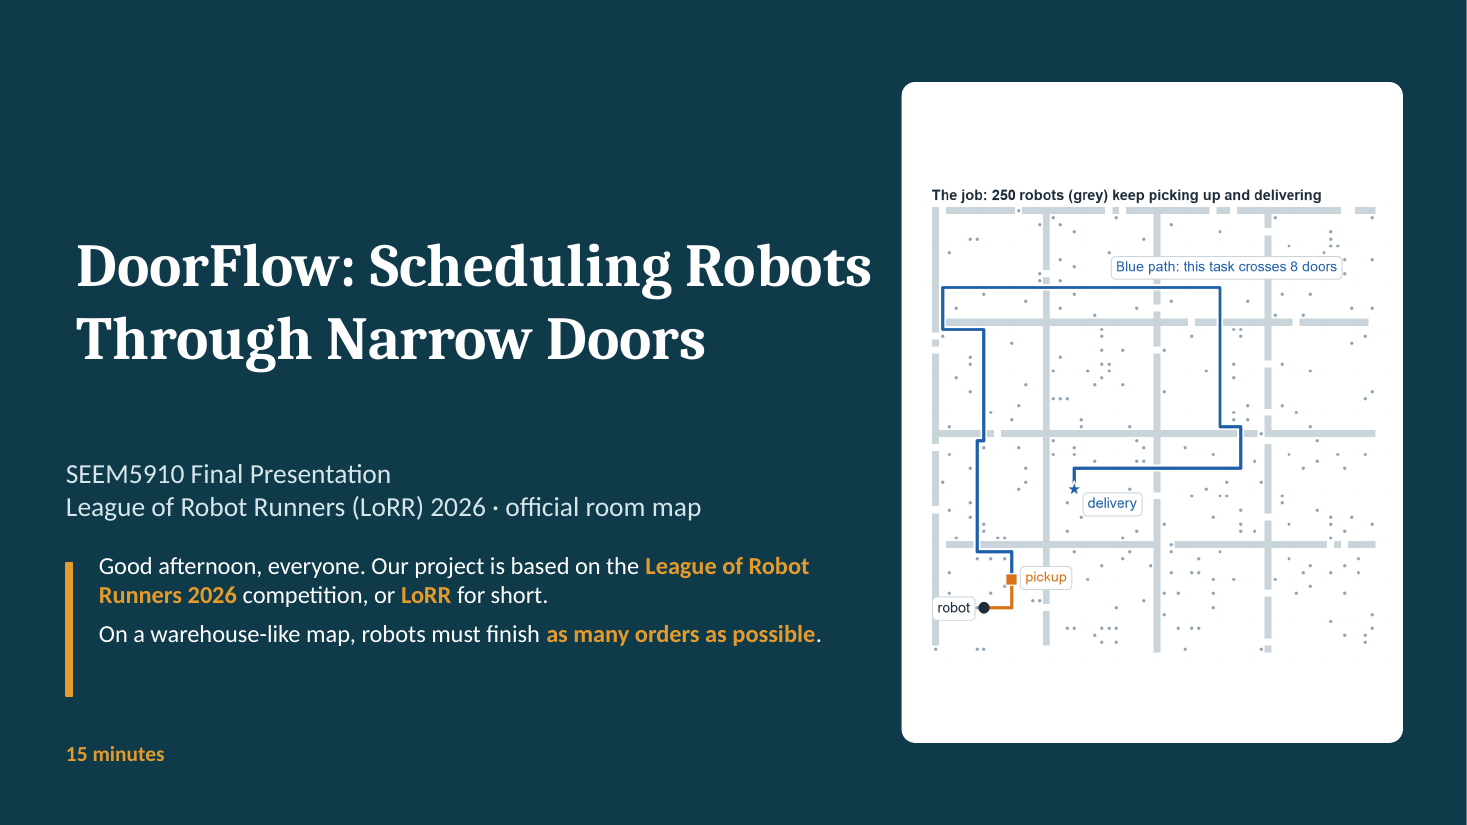 DoorFlow: Scheduling Robots
Through Narrow Doors
SEEM5910 Final Presentation
League of Robot Runners (LoRR) 2026 · official room map
Good afternoon, everyone. Our project is based on the League of Robot
Runners 2026 competition, or LoRR for short.
On a warehouse-like map, robots must finish as many orders as possible.
15 minutes
The job: 250 robots (grey) keep picking up and delivering
Blue path: this task crosses 8 doors
delivery
pickup
robot